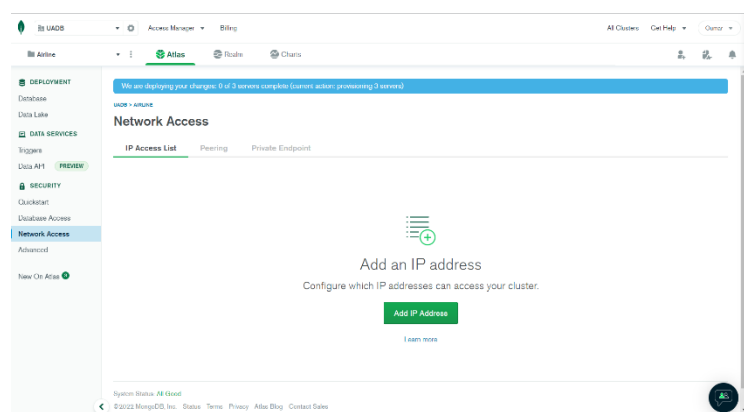 UADB Access Manager Billing All Clusters Get Help
Airline Atlas Realm Charts
DEPLOYMENT
We are deploying your changes: 0 of 3 servers complete (current action: provisioning 3 servers)
Database
UADB > AIRLINE
Data Lake
Network Access
DATA SERVICES
IP Access List Peering Private Endpoint
Triggers
Data API PREVIEW
SECURITY
Quickstart
Database Access
Network Access
Advanced
New On Atlas
Add an IP address
Configure which IP addresses can access your cluster.
Add IP Address
Learn more
System Status: All Good
©2022 MongoDB, Inc. Status Terms Privacy Atlas Blog Contact Sales